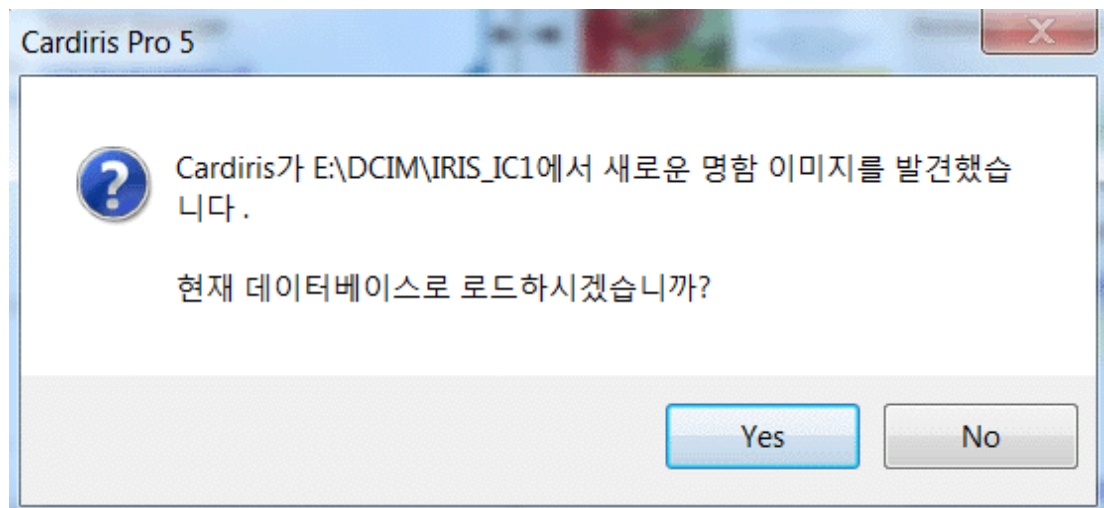 Cardiris Pro 5
Cardiris가 E:\DCIM\IRIS_IC1에서 새로운 명함 이미지를 발견했습
니다 .
현재 데이터베이스로 로드하시겠습니까?
Yes
No